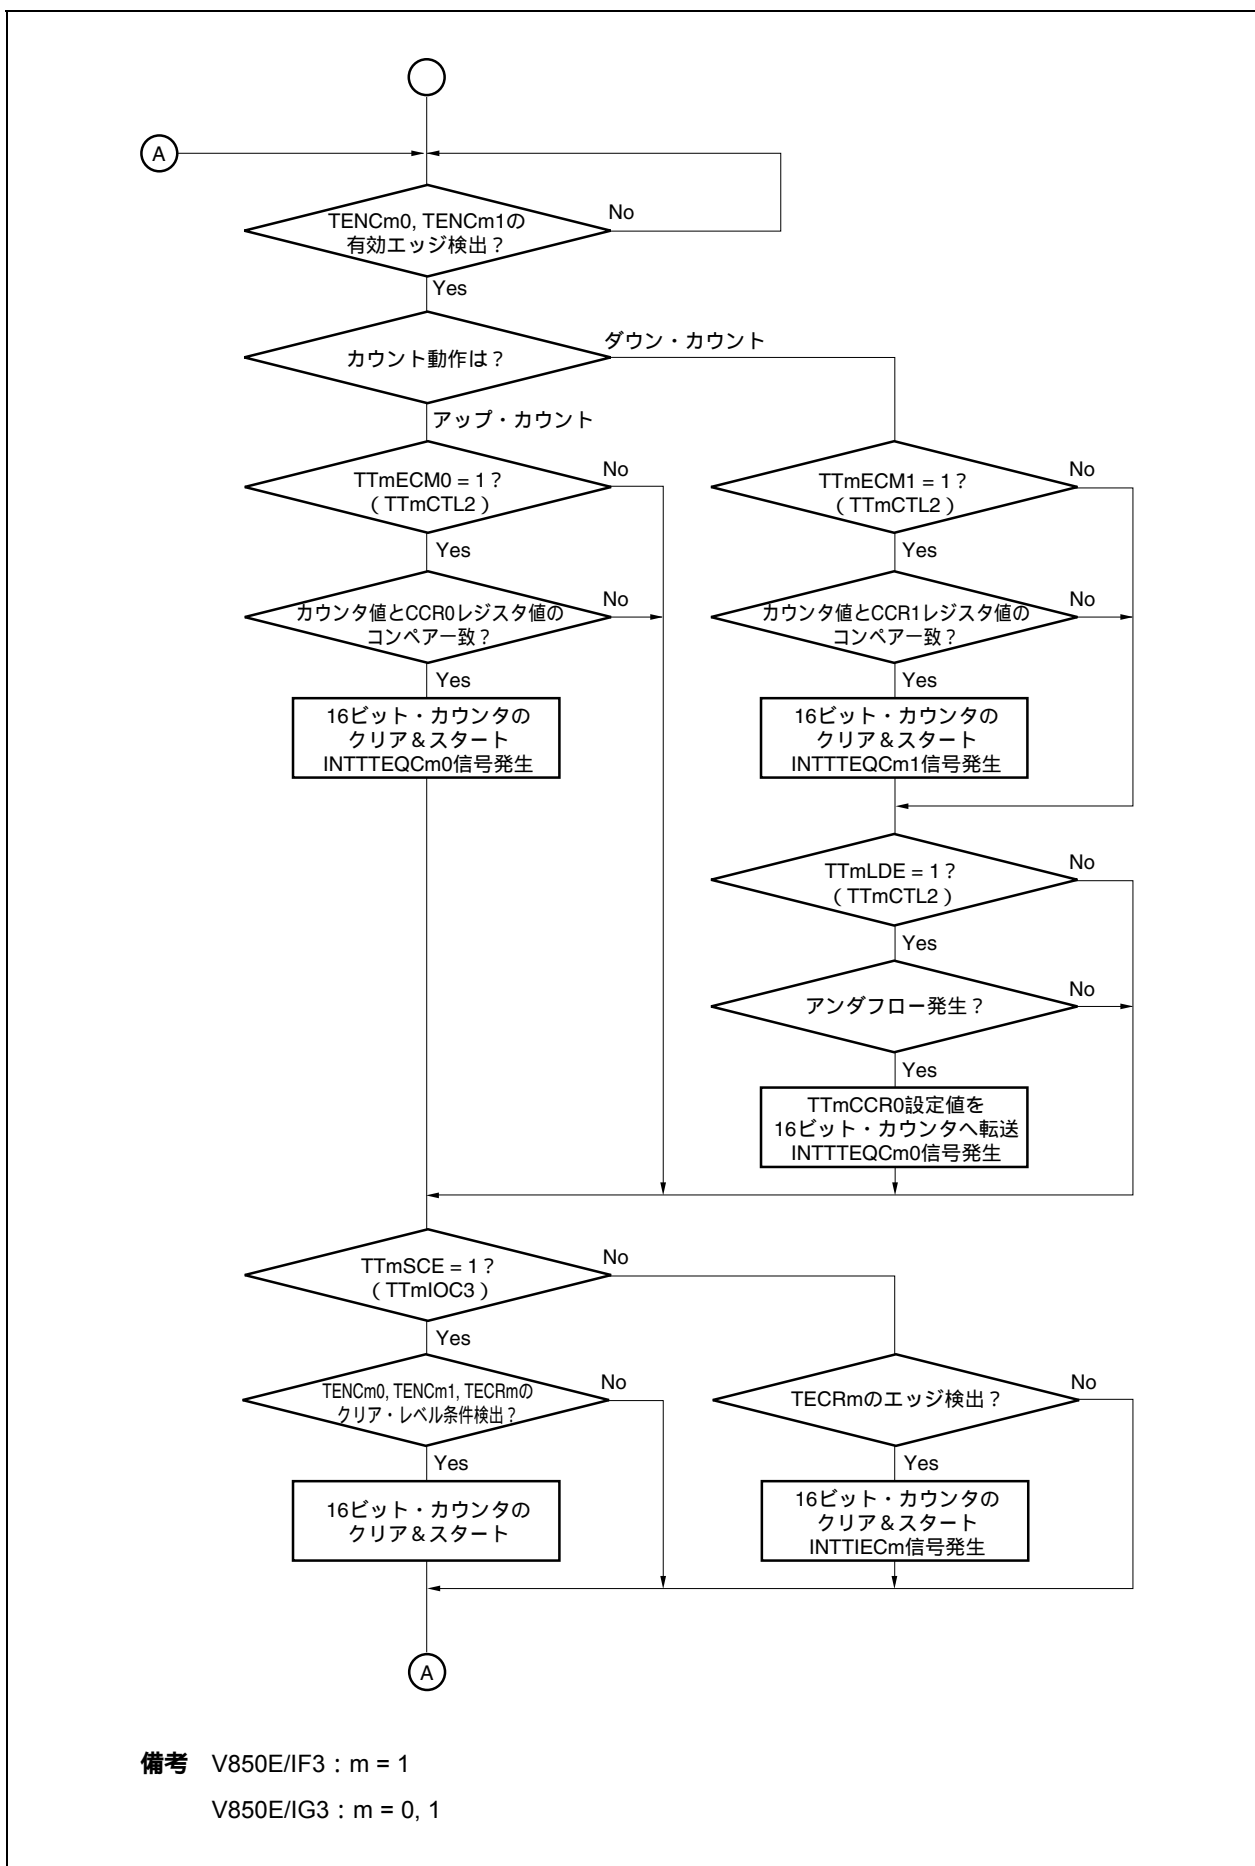 A
TENCm0, TENCm1の
有効エッジ検出？
No
Yes
カウント動作は？
ダウン・カウント
アップ・カウント
TTmECM0 = 1？
（TTmCTL2）
No
Yes
TTmECM1 = 1？
（TTmCTL2）
No
Yes
カウンタ値とCCR0レジスタ値の
コンペア一致？
No
Yes
カウンタ値とCCR1レジスタ値の
コンペア一致？
No
Yes
16ビット・カウンタの
クリア＆スタート
INTTTEQCm0信号発生
16ビット・カウンタの
クリア＆スタート
INTTTEQCm1信号発生
TTmLDE = 1？
（TTmCTL2）
No
Yes
アンダフロー発生？
No
Yes
TTmCCR0設定値を
16ビット・カウンタへ転送
INTTTEQCm0信号発生
TTmSCE = 1？
（TTmIOC3）
No
Yes
TENCm0, TENCm1, TECRmの
クリア・レベル条件検出？
No
Yes
TECRmのエッジ検出？
No
Yes
16ビット・カウンタの
クリア＆スタート
16ビット・カウンタの
クリア＆スタート
INTTIECm信号発生
A
備考 V850E/IF3：m = 1
V850E/IG3：m = 0, 1